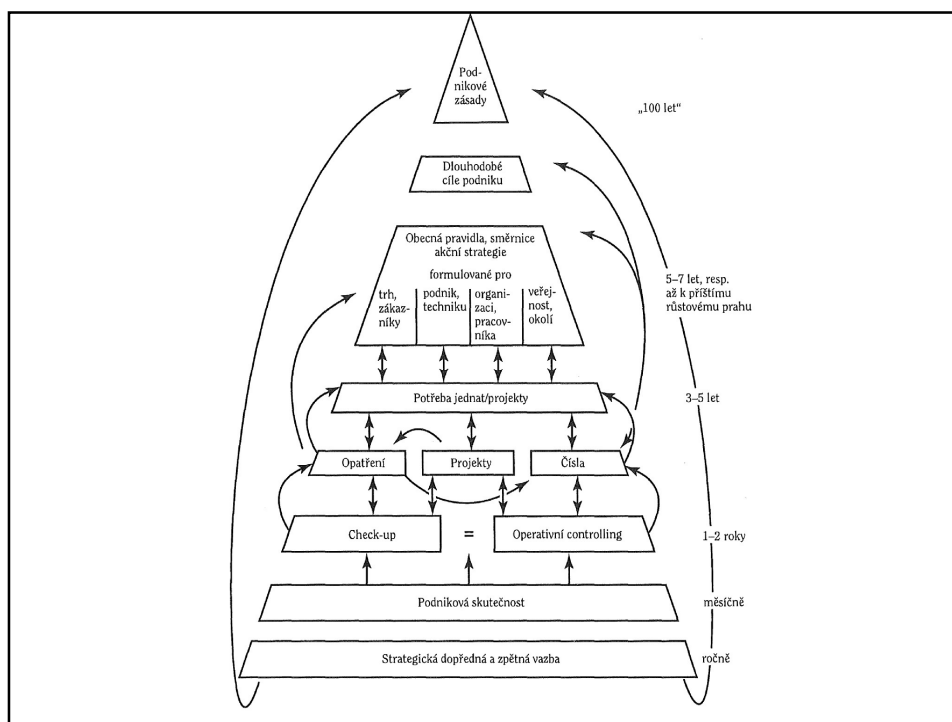 Pod-
nikové
zásady
„100 let“
Dlouhodobé
cíle podniku
Obecná pravidla, směrnice
akční strategie
formulované pro
trh,
zákaz-
níky
podnik,
techniku
organi-
zaci,
pracov-
níka
veřej-
nost,
okolí
5–7 let, resp.
až k příštímu
růstovému prahu
Potřeba jednat/projekty
3–5 let
Opatření
Projekty
Čísla
Check-up
=
Operativní controlling
1–2 roky
Podniková skutečnost
měsíčně
Strategická dopředná a zpětná vazba
ročně